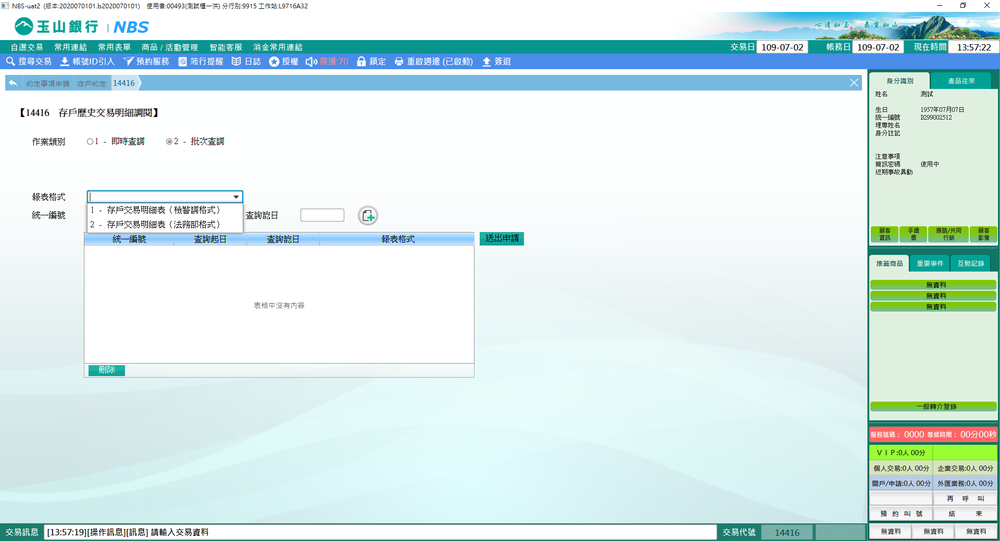 NBS-uat2 (版本:2020070101.b2020070101) 使用者:00493(測試櫃一洪) 分行別:9915 工作站:L9716A32
玉山銀行 | NBS
心清如玉 義重如山
自選交易 常用連結 常用表單 商品 / 活動管理 智能客服 消金常用連結 交易日 109-07-02 帳務日 109-07-02 現在時間 13:57:22
搜尋交易 帳號ID引入 預約服務 蒞行提醒 日誌 授權 廣播:70 鎖定 重啟週邊 (已啟動) 簽退
約定事項申請 存戶約定 14416
【14416 存戶歷史交易明細調閱】
作業類別 1 - 即時查調 2 - 批次查調
報表格式
1 - 存戶交易明細表（檢警調格式）
統一編號 查詢訖日
2 - 存戶交易明細表（法務部格式）
統一編號 查詢起日 查詢訖日 報表格式 送出申請
表格中沒有內容
刪除
身分識別 產品往來
姓名 測試
生日 1957年07月07日
統一編號 D299002512
理專姓名
身分註記
注意事項
簡訊密碼 使用中
近期事故異動
顧客資訊 手續費 通路/共同行銷 顧客影像
推薦商品 重要事件 互動記錄
無資料
無資料
無資料
一般轉介登錄
服務號碼： 0000 等候時間： 00分00秒
ＶＩＰ:0人 00分
個人交易:0人 00分 企業交易:0人 00分
開戶/申請:0人 00分 外匯業務:0人 00分
再 呼 叫
預 約 叫 號 結 束
無資料 無資料 無資料
交易訊息 [13:57:19][操作訊息][訊息] 請輸入交易資料 交易代號 14416